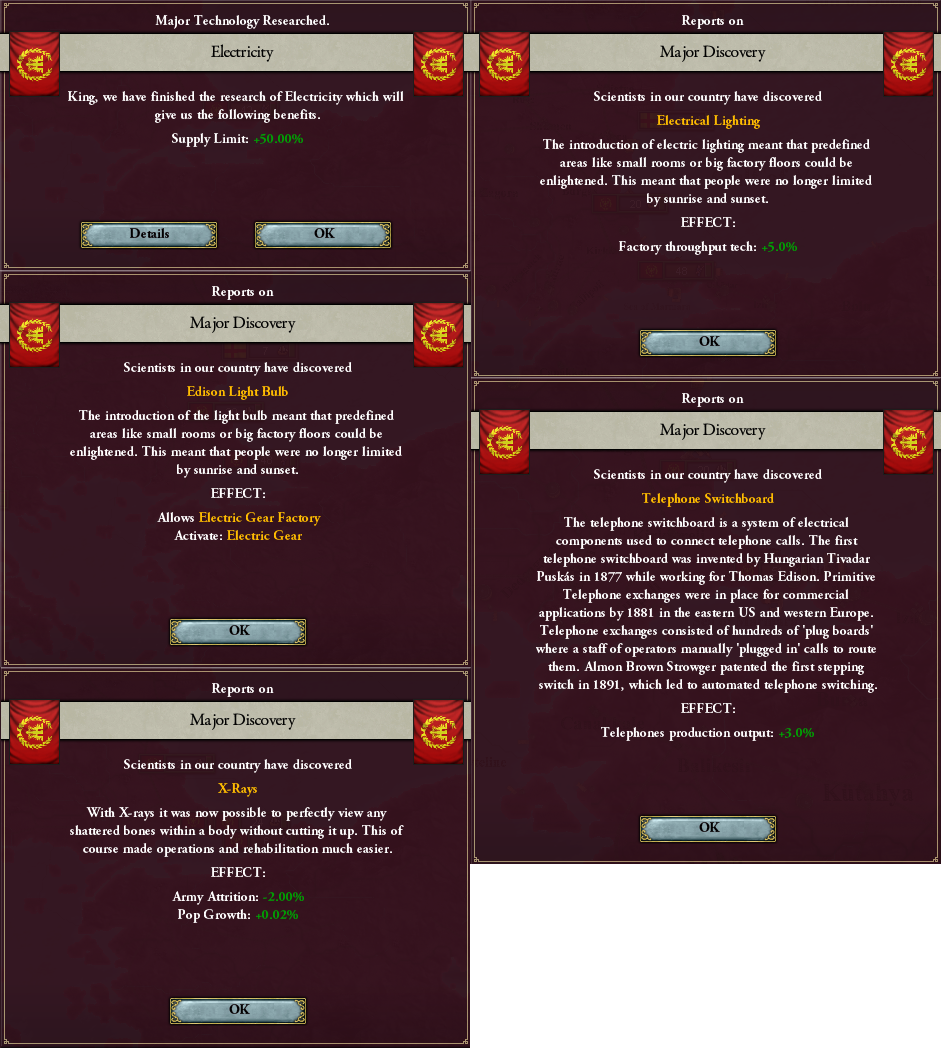 Major Technology Researched.
Electricity
King, we have finished the research of Electricity which will
give us the following benefits.
Supply Limit: +50.00%
Details
OK
Reports on
Major Discovery
Scientists in our country have discovered
Edison Light Bulb
The introduction of the light bulb meant that predefined
areas like small rooms or big factory floors could be
enlightened. This meant that people were no longer limited
by sunrise and sunset.
EFFECT:
Allows Electric Gear Factory
Activate: Electric Gear
OK
Reports on
Major Discovery
Scientists in our country have discovered
X-Rays
With X-rays it was now possible to perfectly view any
shattered bones within a body without cutting it up. This of
course made operations and rehabilitation much easier.
EFFECT:
Army Attrition: -2.00%
Pop Growth: +0.02%
OK
Reports on
Major Discovery
Scientists in our country have discovered
Electrical Lighting
The introduction of electric lighting meant that predefined
areas like small rooms or big factory floors could be
enlightened. This meant that people were no longer limited
by sunrise and sunset.
EFFECT:
Factory throughput tech: +5.0%
OK
Reports on
Major Discovery
Scientists in our country have discovered
Telephone Switchboard
The telephone switchboard is a system of electrical
components used to connect telephone calls. The first
telephone switchboard was invented by Hungarian Tivadar
Puskás in 1877 while working for Thomas Edison. Primitive
Telephone exchanges were in place for commercial
applications by 1881 in the eastern US and western Europe.
Telephone exchanges consisted of hundreds of 'plug boards'
where a staff of operators manually 'plugged in' calls to route
them. Almon Brown Strowger patented the first stepping
switch in 1891, which led to automated telephone switching.
EFFECT:
Telephones production output: +3.0%
OK